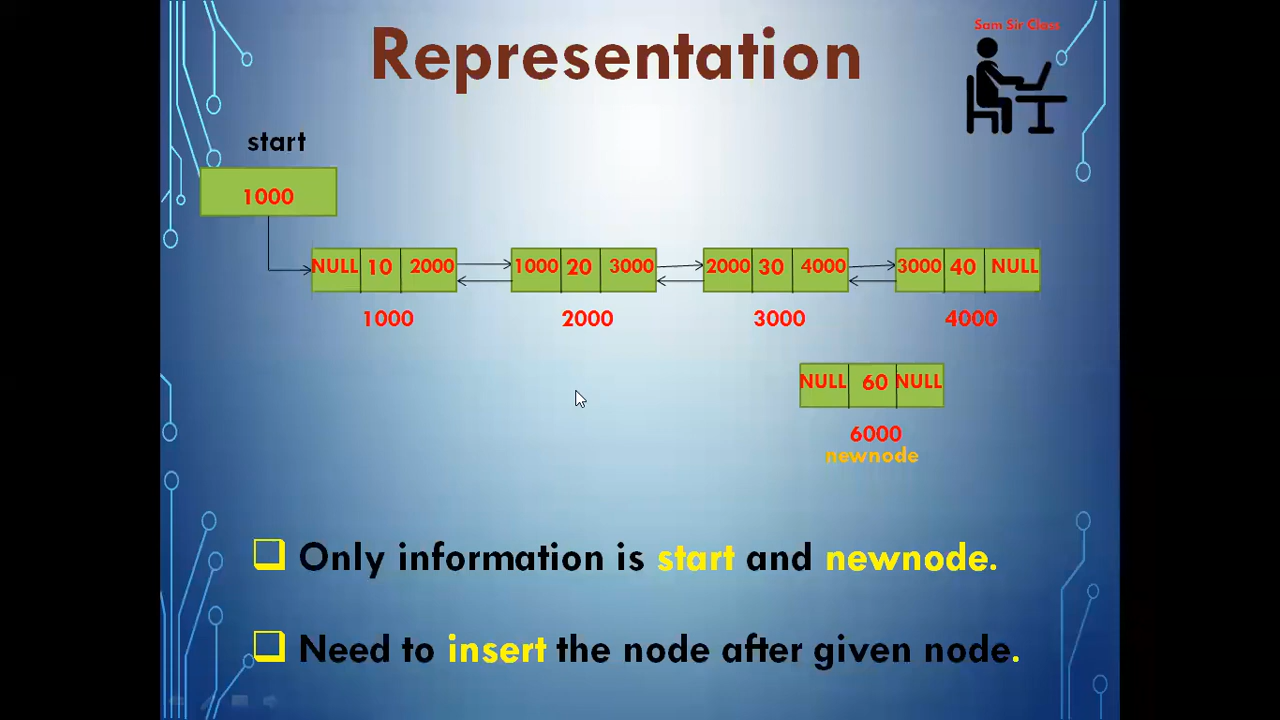 Representation
Sam Sir Class
start
1000
NULL 10 2000 1000 20 3000 2000 30 4000 3000 40 NULL
1000 2000 3000 4000
NULL 60 NULL
6000
newnode
Only information is start and newnode.
Need to insert the node after given node.